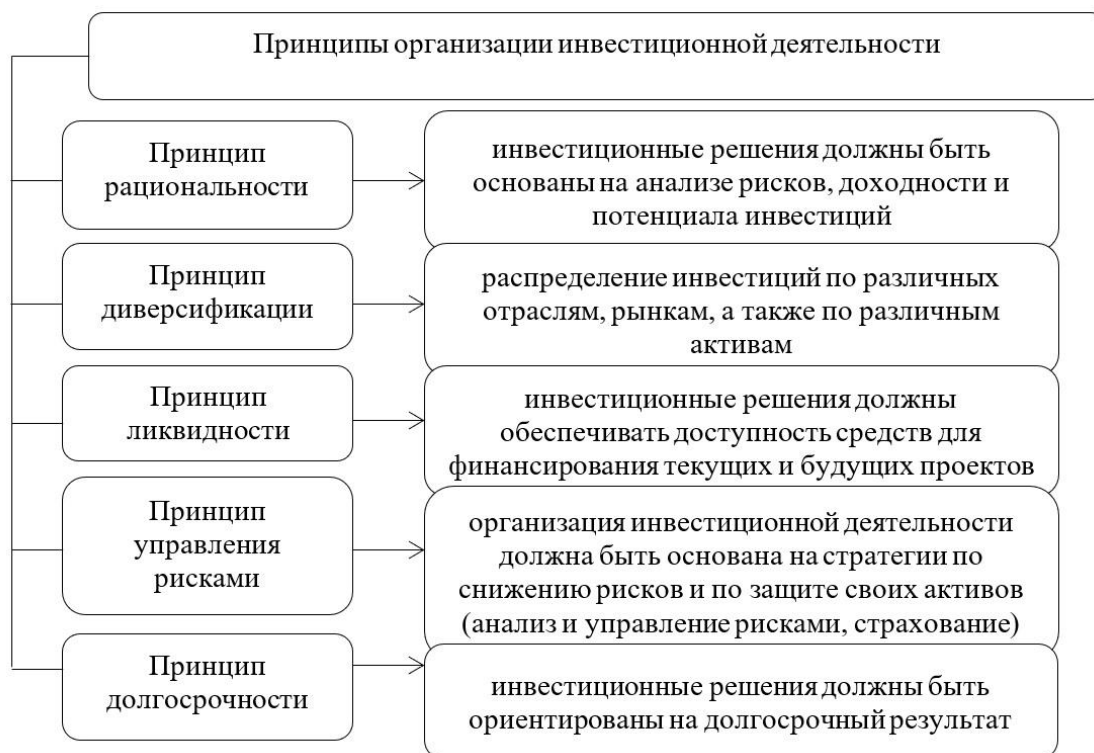 Принципы организации инвестиционной деятельности
Принцип
рациональности
инвестиционные решения должны быть
основаны на анализе рисков, доходности и
потенциала инвестиций
Принцип
диверсификации
распределение инвестиций по различных
отраслям, рынкам, а также по различным
активам
Принцип
ликвидности
инвестиционные решения должны
обеспечивать доступность средств для
финансирования текущих и будущих проектов
Принцип
управления
рисками
организация инвестиционной деятельности
должна быть основана на стратегии по
снижению рисков и по защите своих активов
(анализ и управление рисками, страхование)
Принцип
долгосрочности
инвестиционные решения должны быть
ориентированы на долгосрочный результат